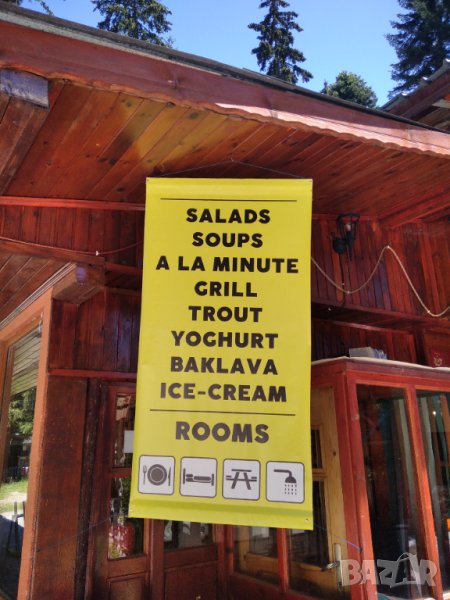 SALADS
SOUPS
A LA MINUTE
GRILL
TROUT
YOGHURT
BAKLAVA
ICE-CREAM
ROOMS
BAZAR